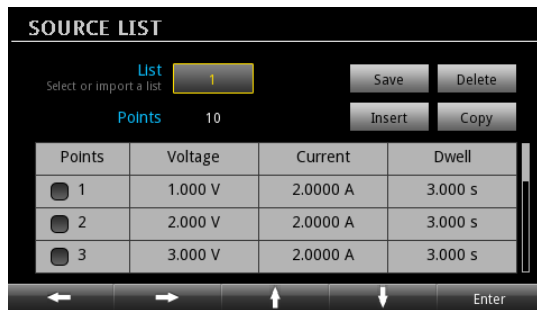 SOURCE LIST
List
Select or import a list
1
Save Delete
Points 10
Insert Copy
Points Voltage Current Dwell
1 1.000 V 2.0000 A 3.000 s
2 2.000 V 2.0000 A 3.000 s
3 3.000 V 2.0000 A 3.000 s
Enter